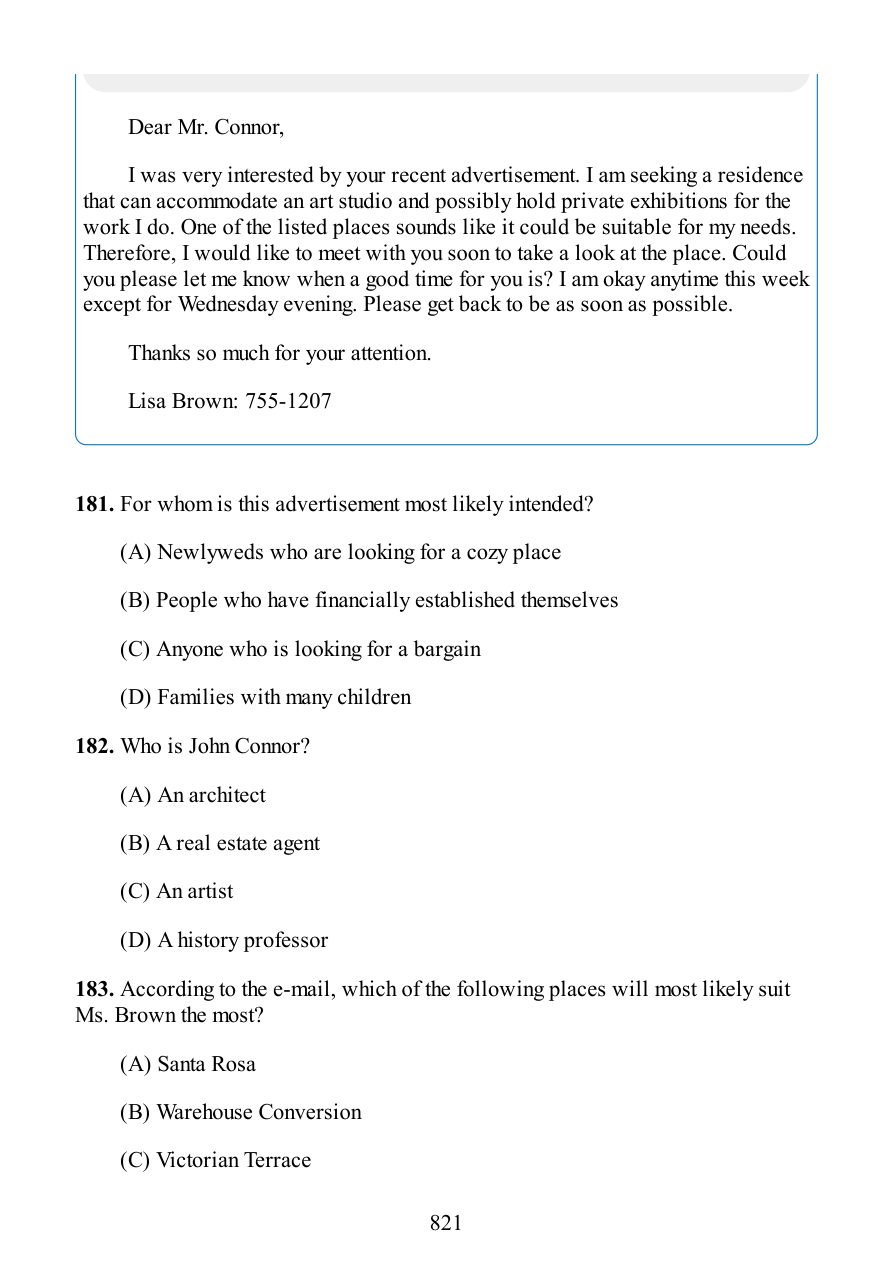 Dear Mr. Connor,
I was very interested by your recent advertisement. I am seeking a residence
that can accommodate an art studio and possibly hold private exhibitions for the
work I do. One of the listed places sounds like it could be suitable for my needs.
Therefore, I would like to meet with you soon to take a look at the place. Could
you please let me know when a good time for you is? I am okay anytime this week
except for Wednesday evening. Please get back to be as soon as possible.
Thanks so much for your attention.
Lisa Brown: 755-1207
181. For whom is this advertisement most likely intended?
(A) Newlyweds who are looking for a cozy place
(B) People who have financially established themselves
(C) Anyone who is looking for a bargain
(D) Families with many children
182. Who is John Connor?
(A) An architect
(B) A real estate agent
(C) An artist
(D) A history professor
183. According to the e-mail, which of the following places will most likely suit
Ms. Brown the most?
(A) Santa Rosa
(B) Warehouse Conversion
(C) Victorian Terrace
821